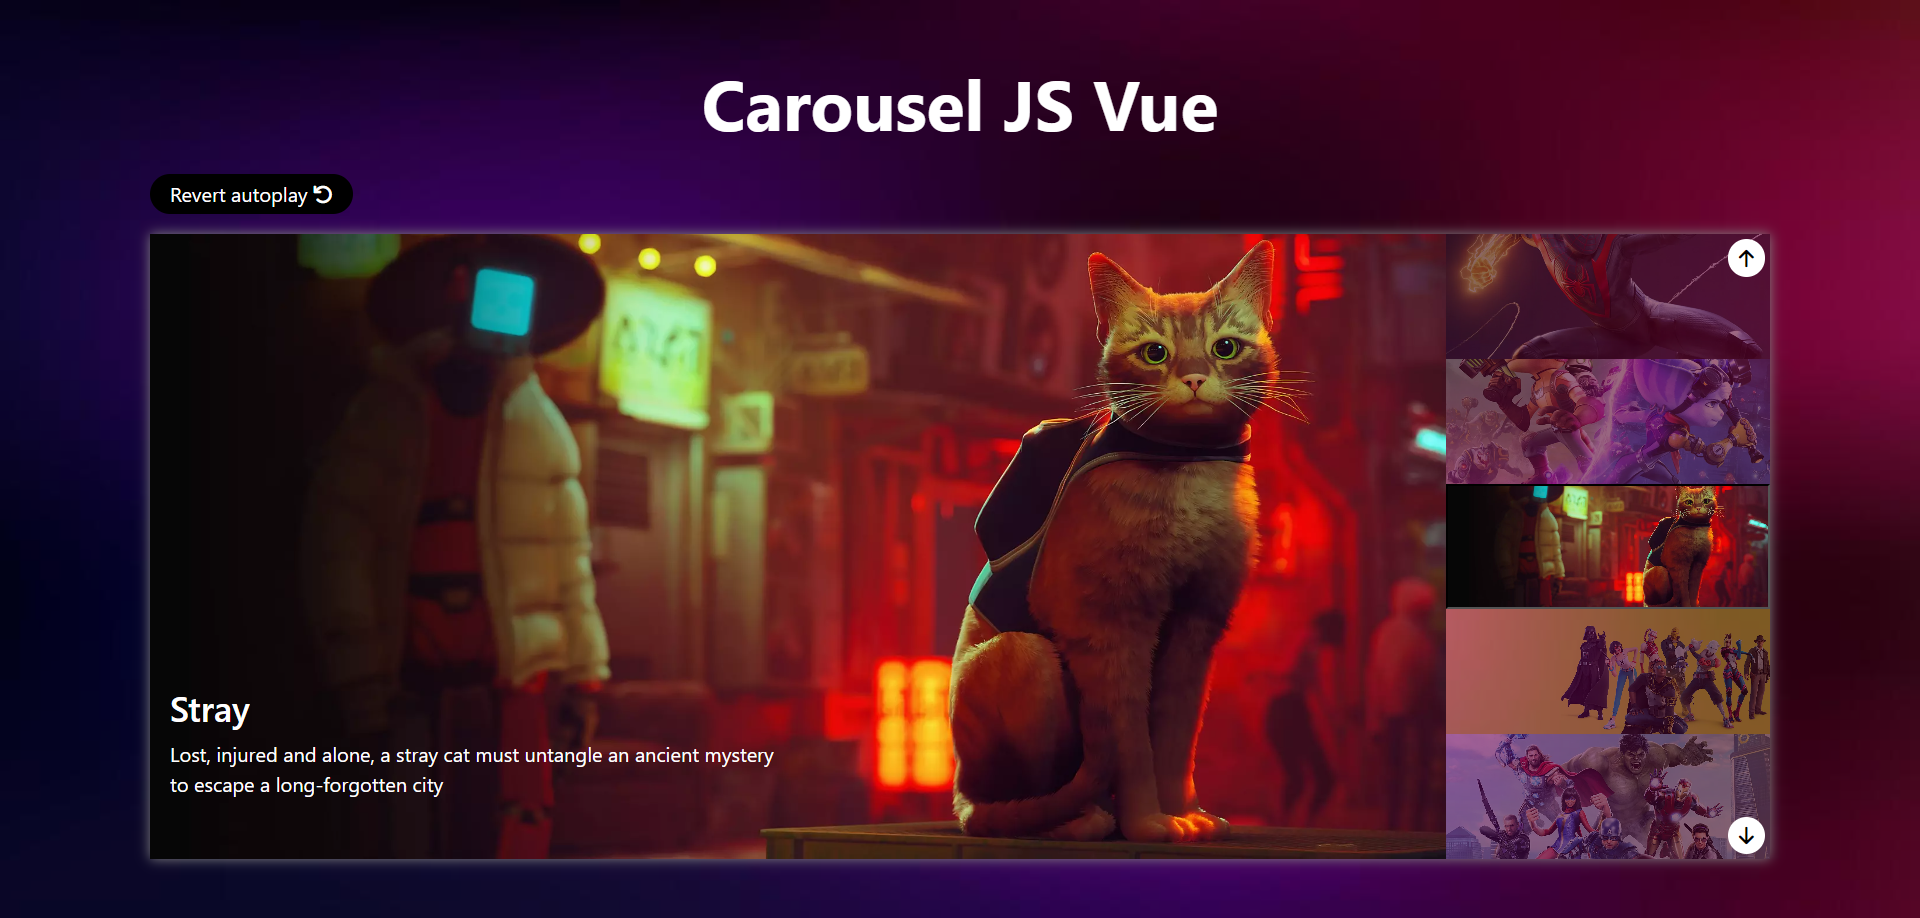 Carousel JS Vue
Revert autoplay
Stray
Lost, injured and alone, a stray cat must untangle an ancient mystery
to escape a long-forgotten city